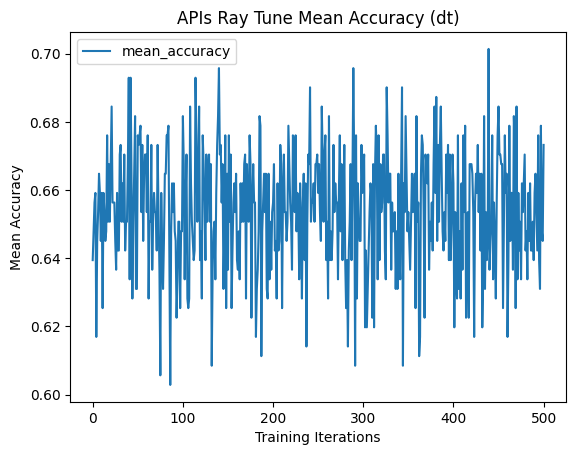 APIs Ray Tune Mean Accuracy (dt)
mean_accuracy
0.70
0.68
0.66
0.64
0.62
0.60
Mean Accuracy
0 100 200 300 400 500
Training Iterations